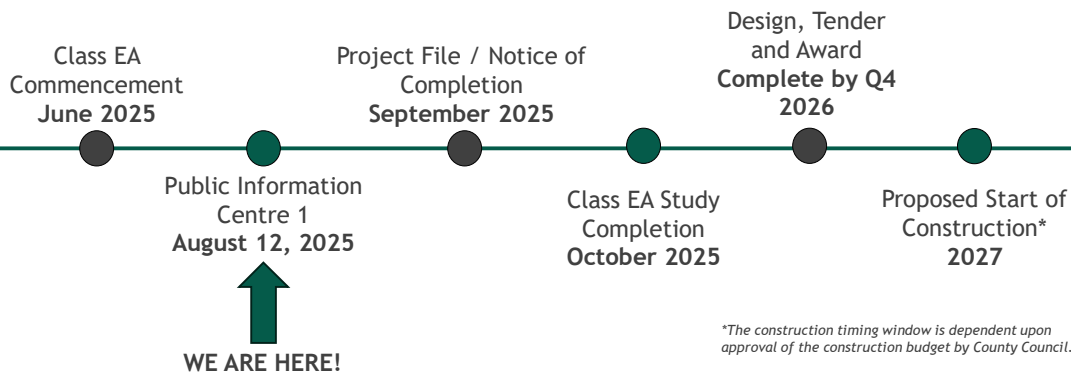 Class EA
Commencement
June 2025
Public Information
Centre 1
August 12, 2025
WE ARE HERE!
Project File / Notice of
Completion
September 2025
Class EA Study
Completion
October 2025
Design, Tender
and Award
Complete by Q4
2026
Proposed Start of
Construction*
2027
*The construction timing window is dependent upon
approval of the construction budget by County Council.